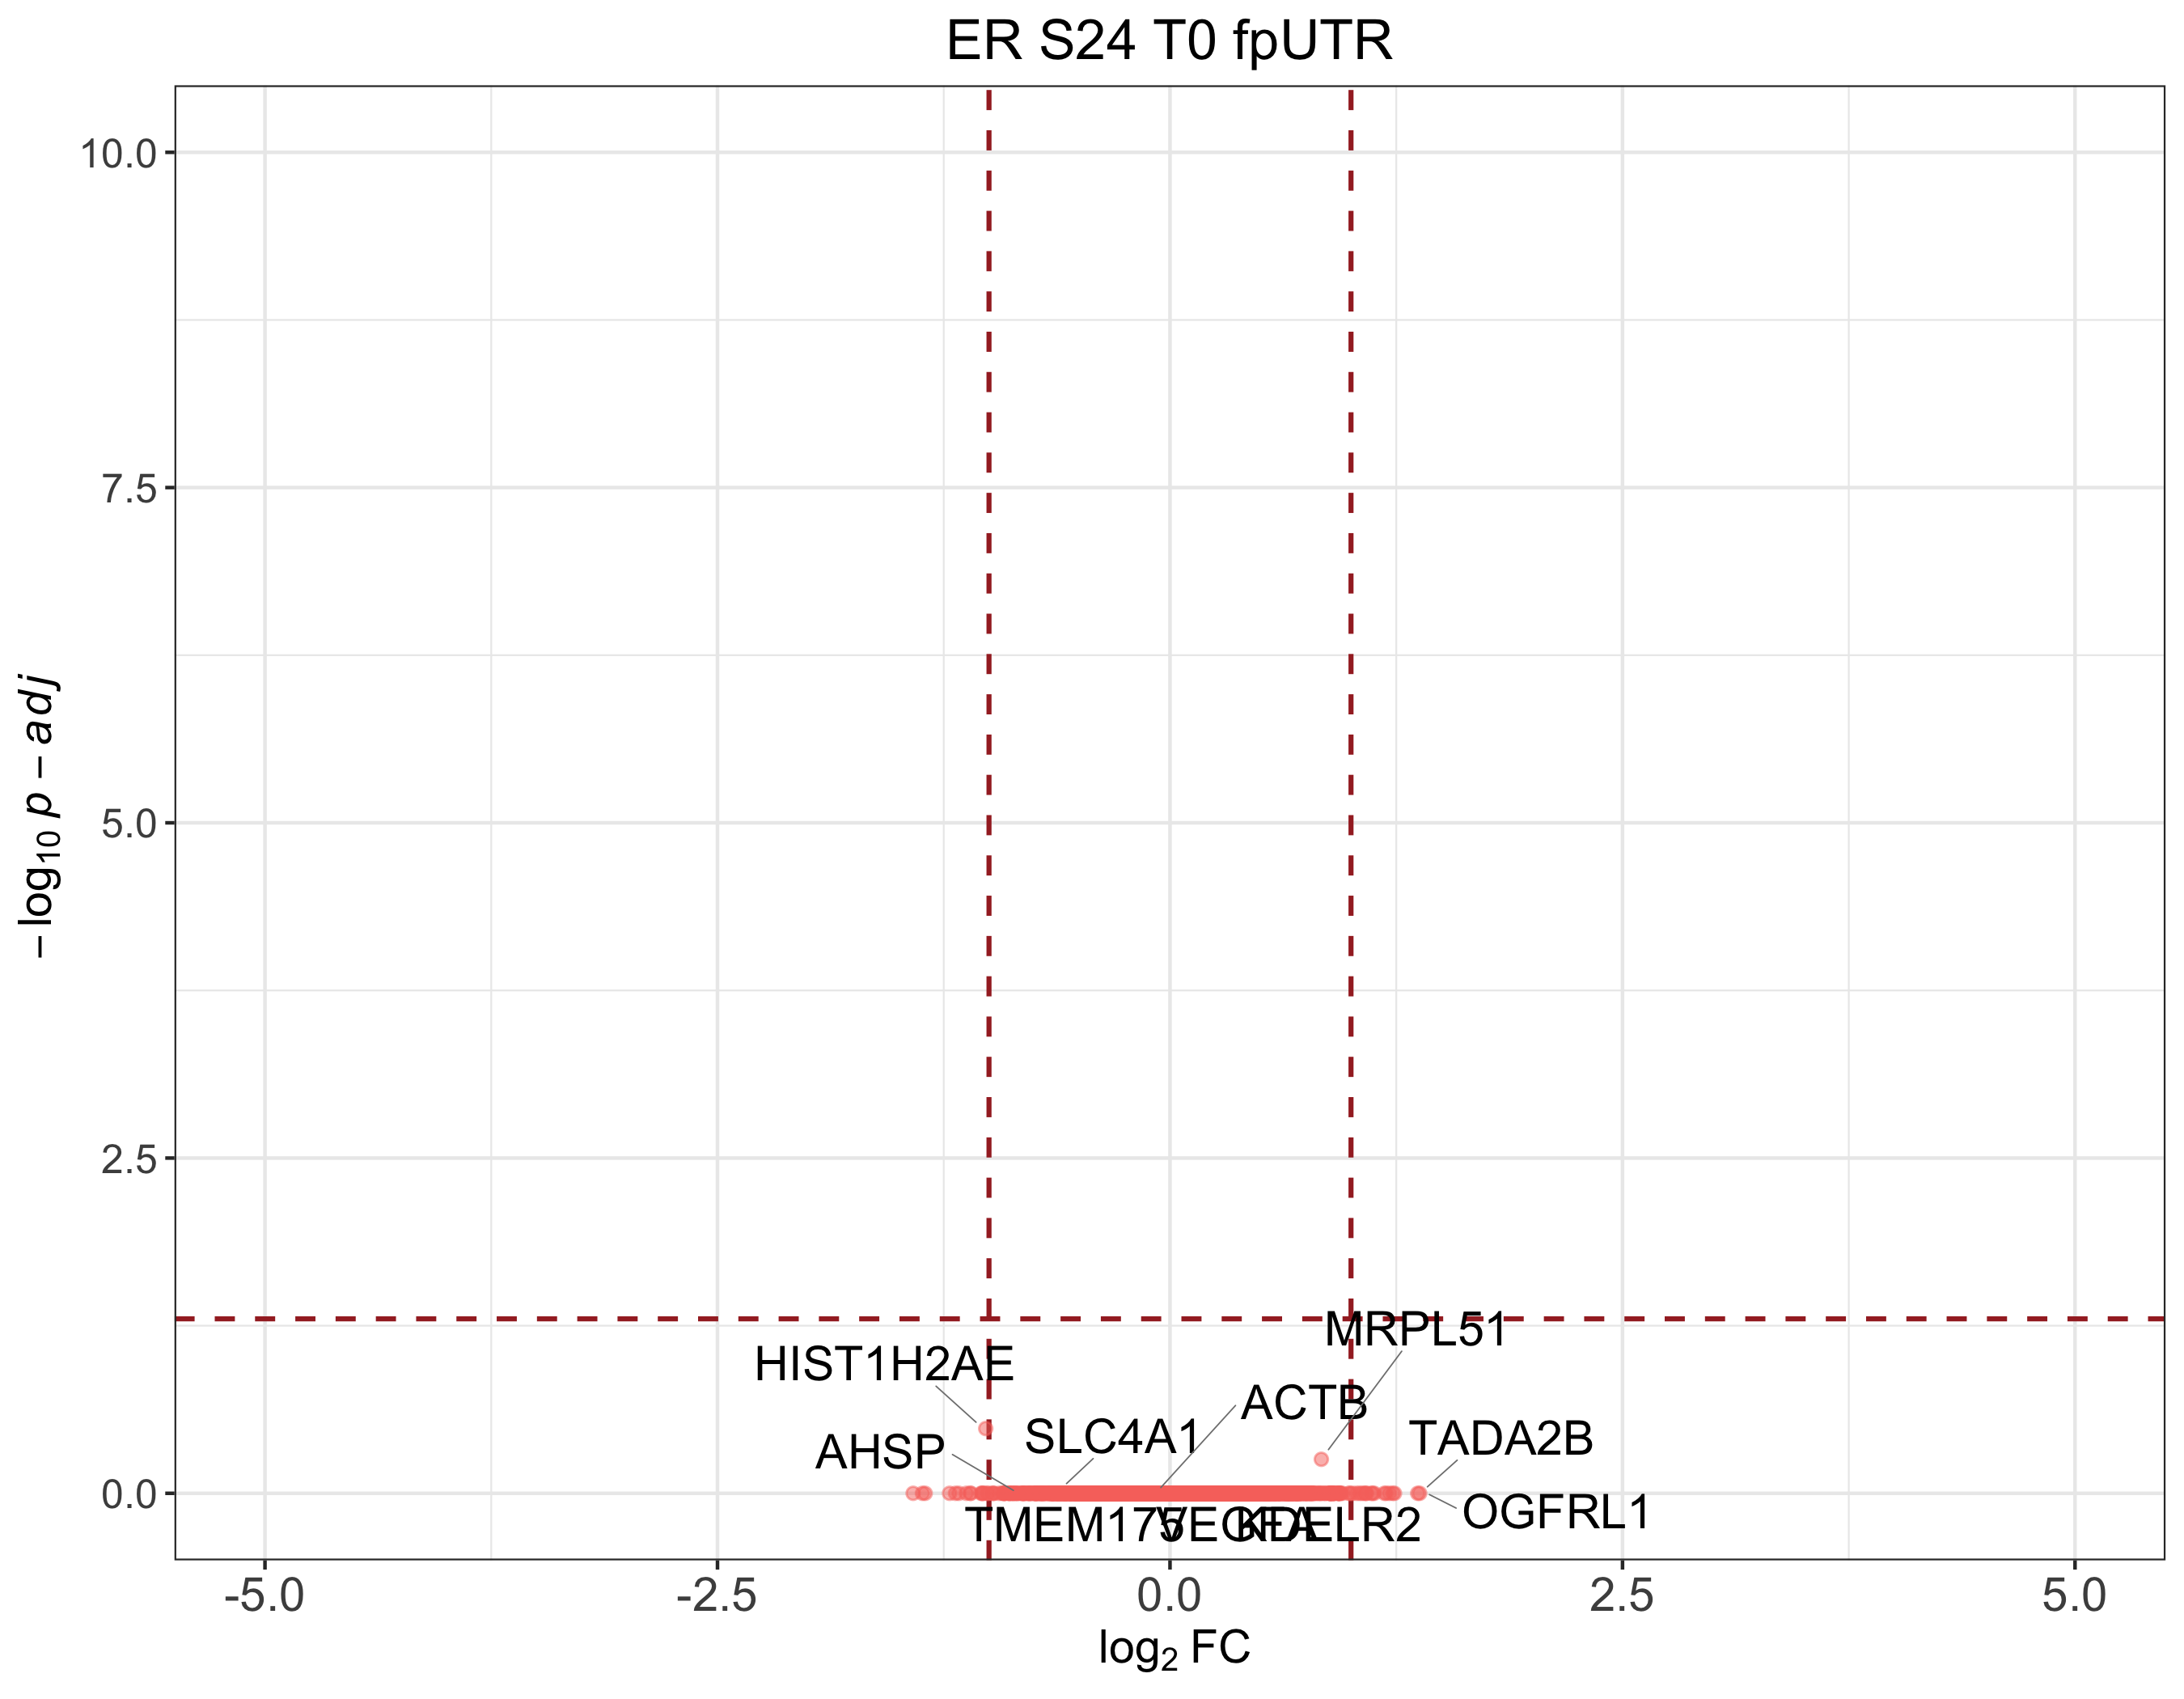 ER S24 T0 fpUTR
10.0
7.5
5.0
2.5
0.0
−log10 p − adj
MRPL51
HIST1H2AE
ACTB
SLC4A1
TADA2B
AHSP
OGFRL1
-5.0
-2.5
0.0
2.5
5.0
log2 FC